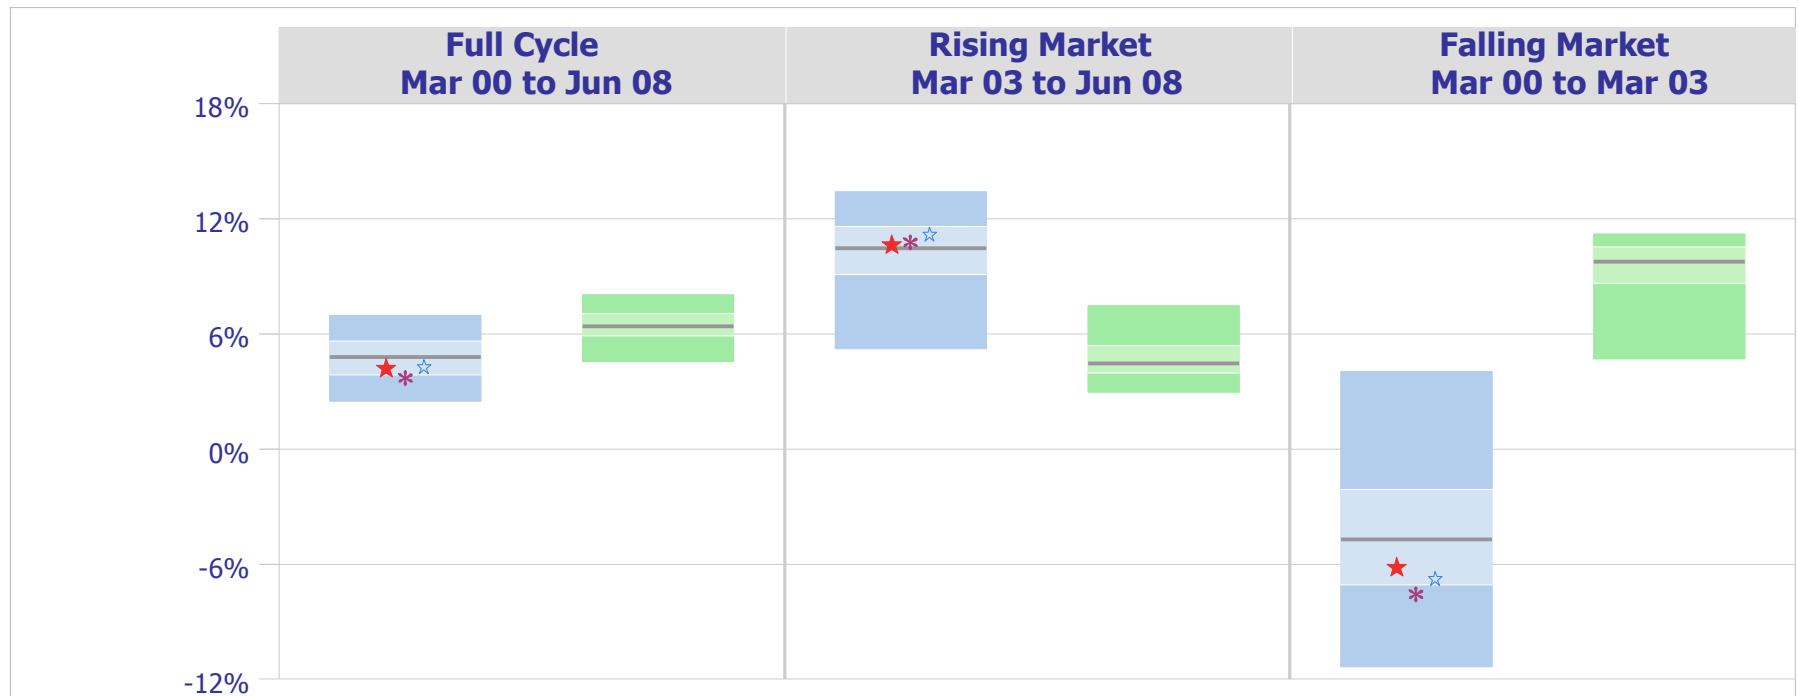 Full Cycle
Mar 00 to Jun 08
Rising Market
Mar 03 to Jun 08
Falling Market
Mar 00 to Mar 03
18%
12%
6%
0%
-6%
-12%